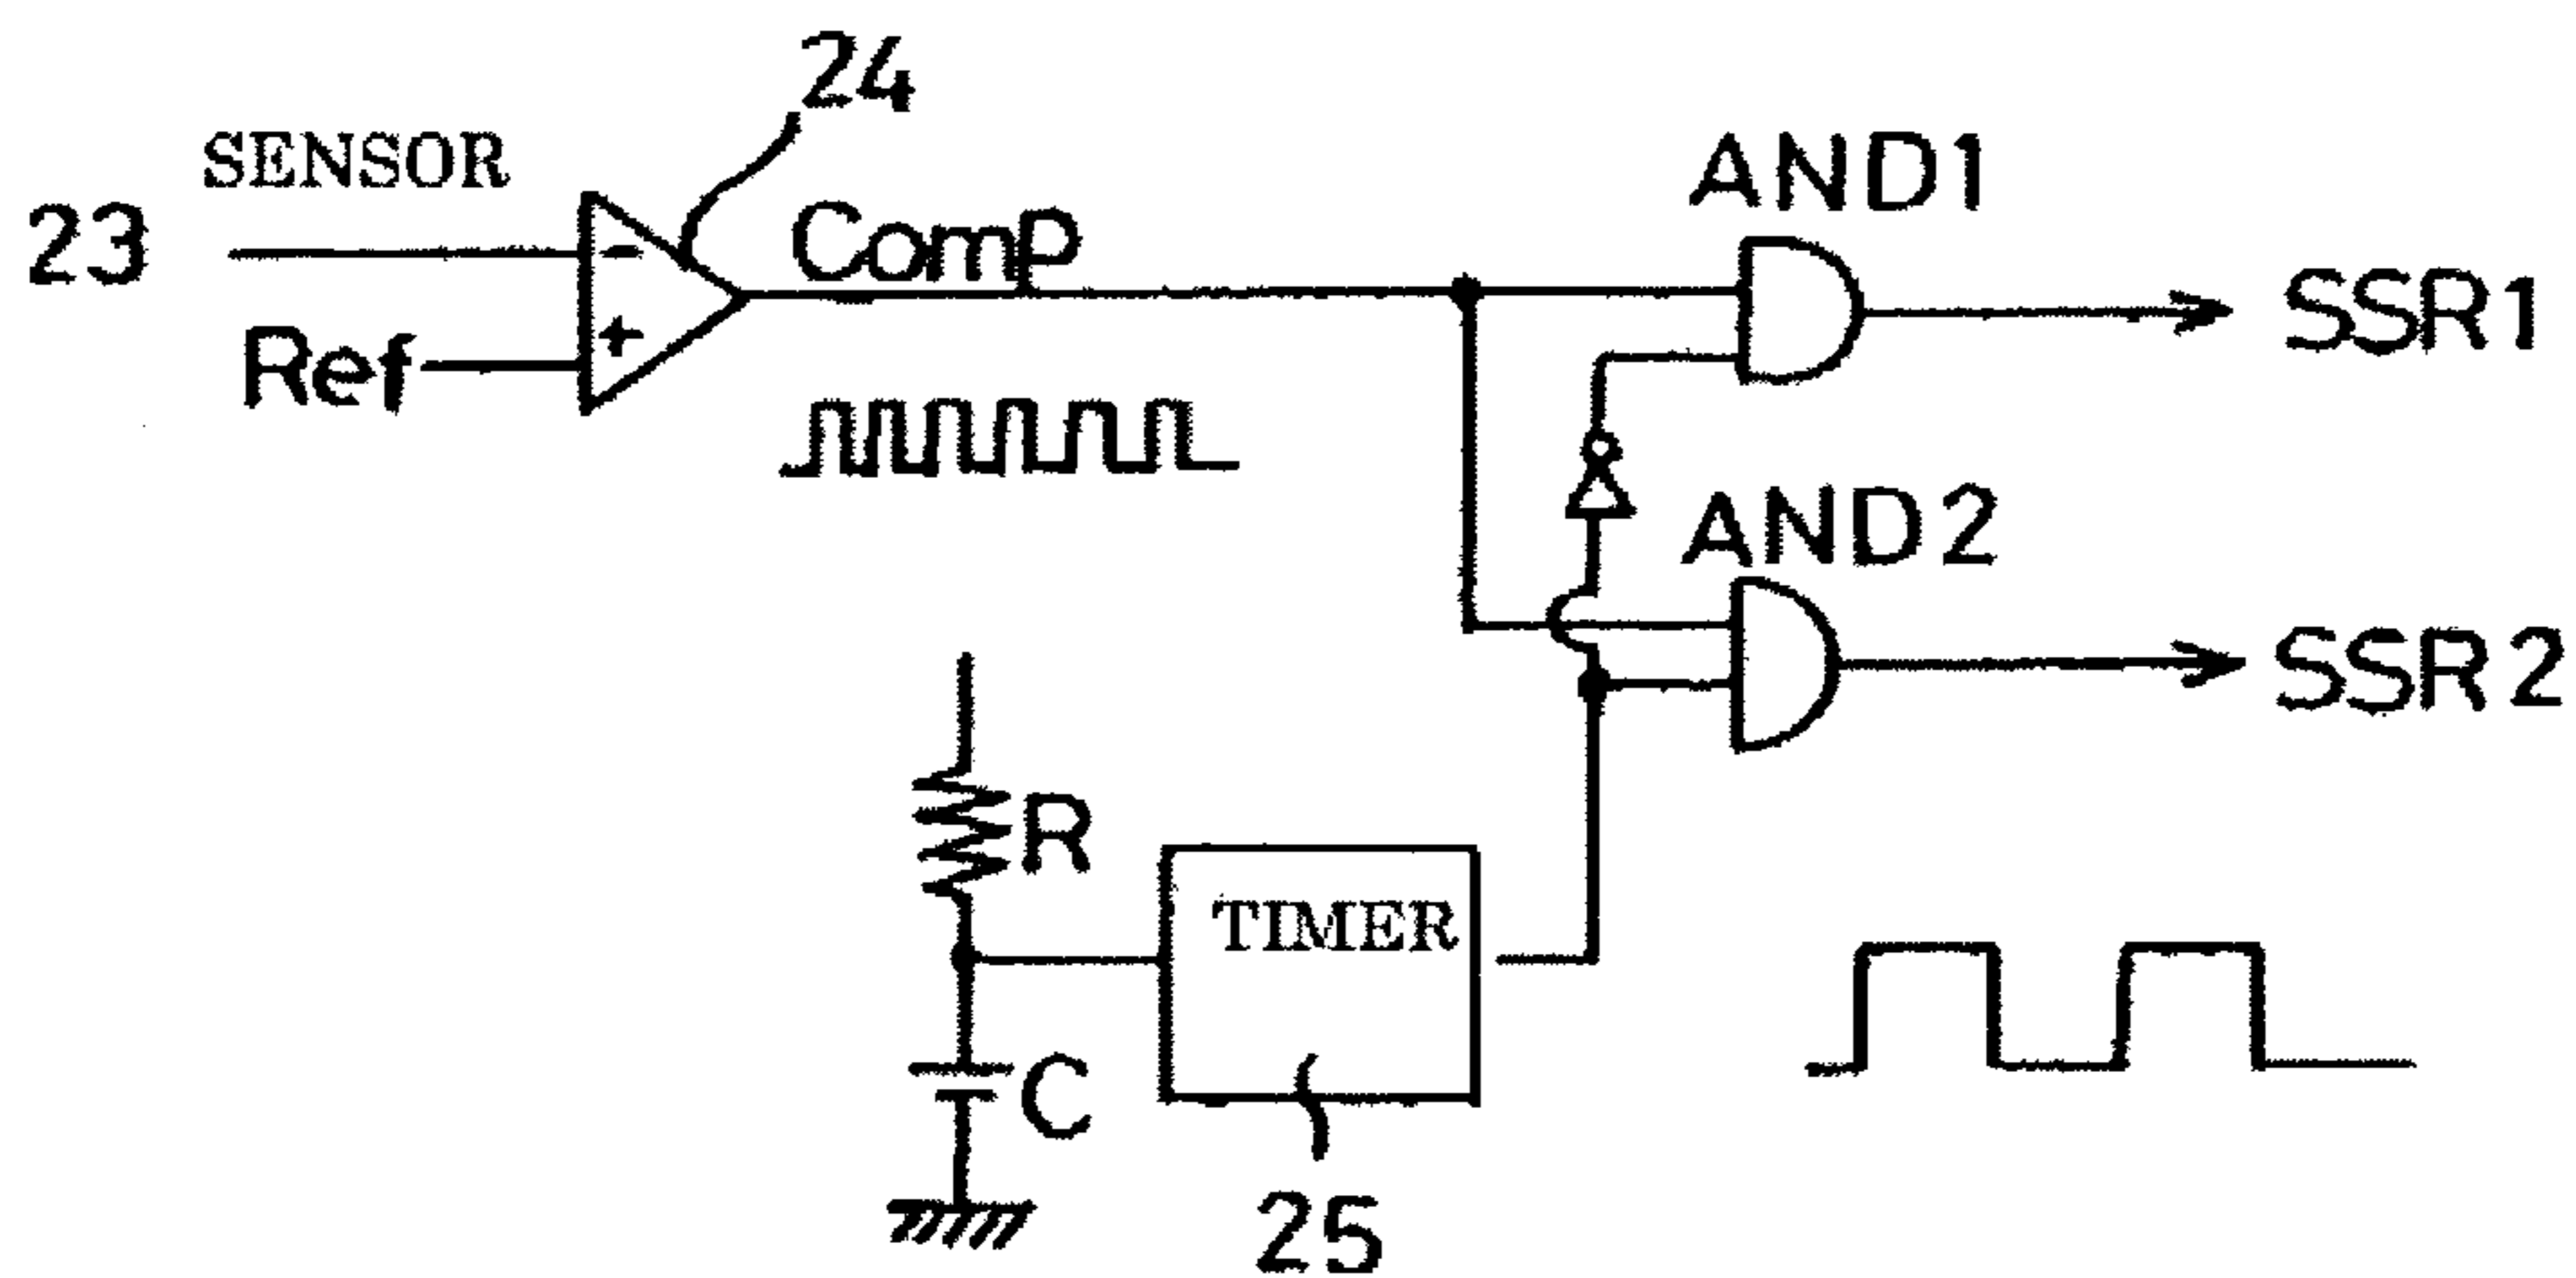 24
SENSOR
23
Comp
Ref
AND1
SSR1
AND2
SSR2
R
TIMER
C
25